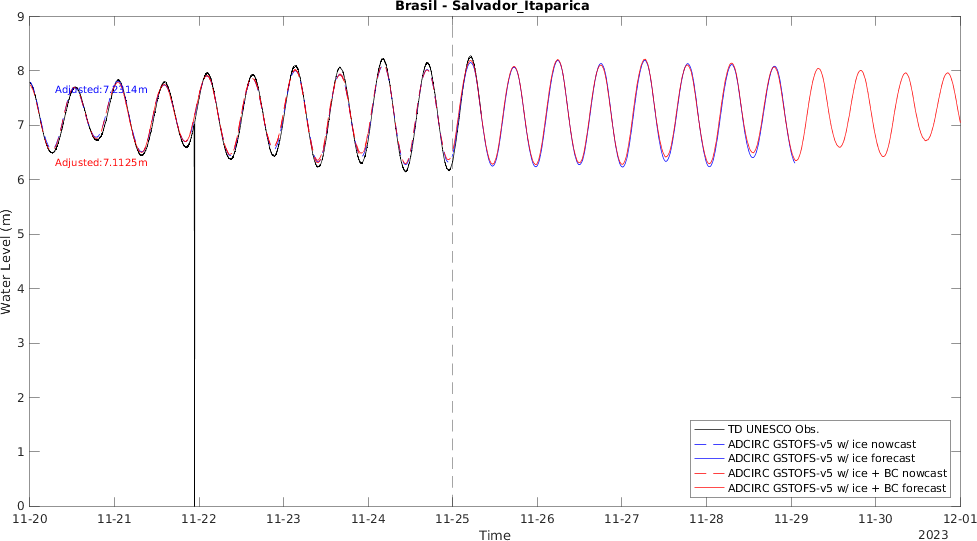 Brasil - Salvador_Itaparica
9
8
7
6
5
4
3
2
1
0
Water Level (m)
Adjusted:7.2314m
Adjusted:7.1125m
TD UNESCO Obs.
ADCIRC GSTOFS-v5 w/ ice nowcast
ADCIRC GSTOFS-v5 w/ ice forecast
ADCIRC GSTOFS-v5 w/ ice + BC nowcast
ADCIRC GSTOFS-v5 w/ ice + BC forecast
11-20 11-21 11-22 11-23 11-24 11-25 11-26 11-27 11-28 11-29 11-30 12-01
Time
2023